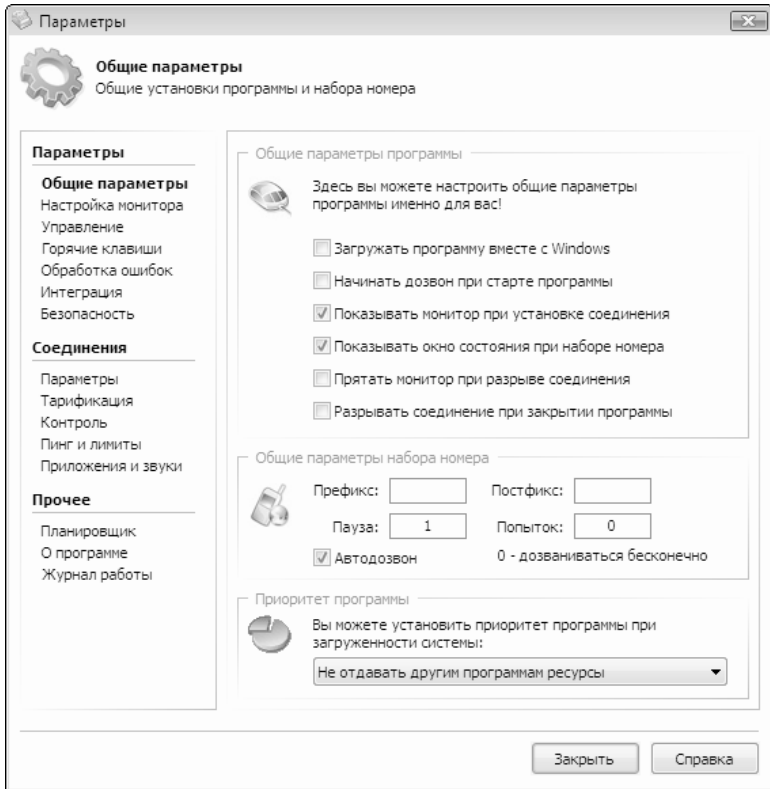 Параметры
Общие параметры
Общие установки программы и набора номера
Параметры
Общие параметры
Настройка монитора
Управление
Горячие клавиши
Обработка ошибок
Интеграция
Безопасность
Соединения
Параметры
Тарификация
Контроль
Пинг и лимиты
Приложения и звуки
Прочее
Планировщик
О программе
Журнал работы
Общие параметры программы
Здесь вы можете настроить общие параметры
программы именно для вас!
Загружать программу вместе с Windows
Начинать дозвон при старте программы
Показывать монитор при установке соединения
Показывать окно состояния при наборе номера
Прятать монитор при разрыве соединения
Разрывать соединение при закрытии программы
Общие параметры набора номера
Префикс: Постфикс:
Пауза: 1 Попыток: 0
Автодозвон 0 - дозваниваться бесконечно
Приоритет программы
Вы можете установить приоритет программы при
загруженности системы:
Не отдавать другим программам ресурсы
Закрыть Справка